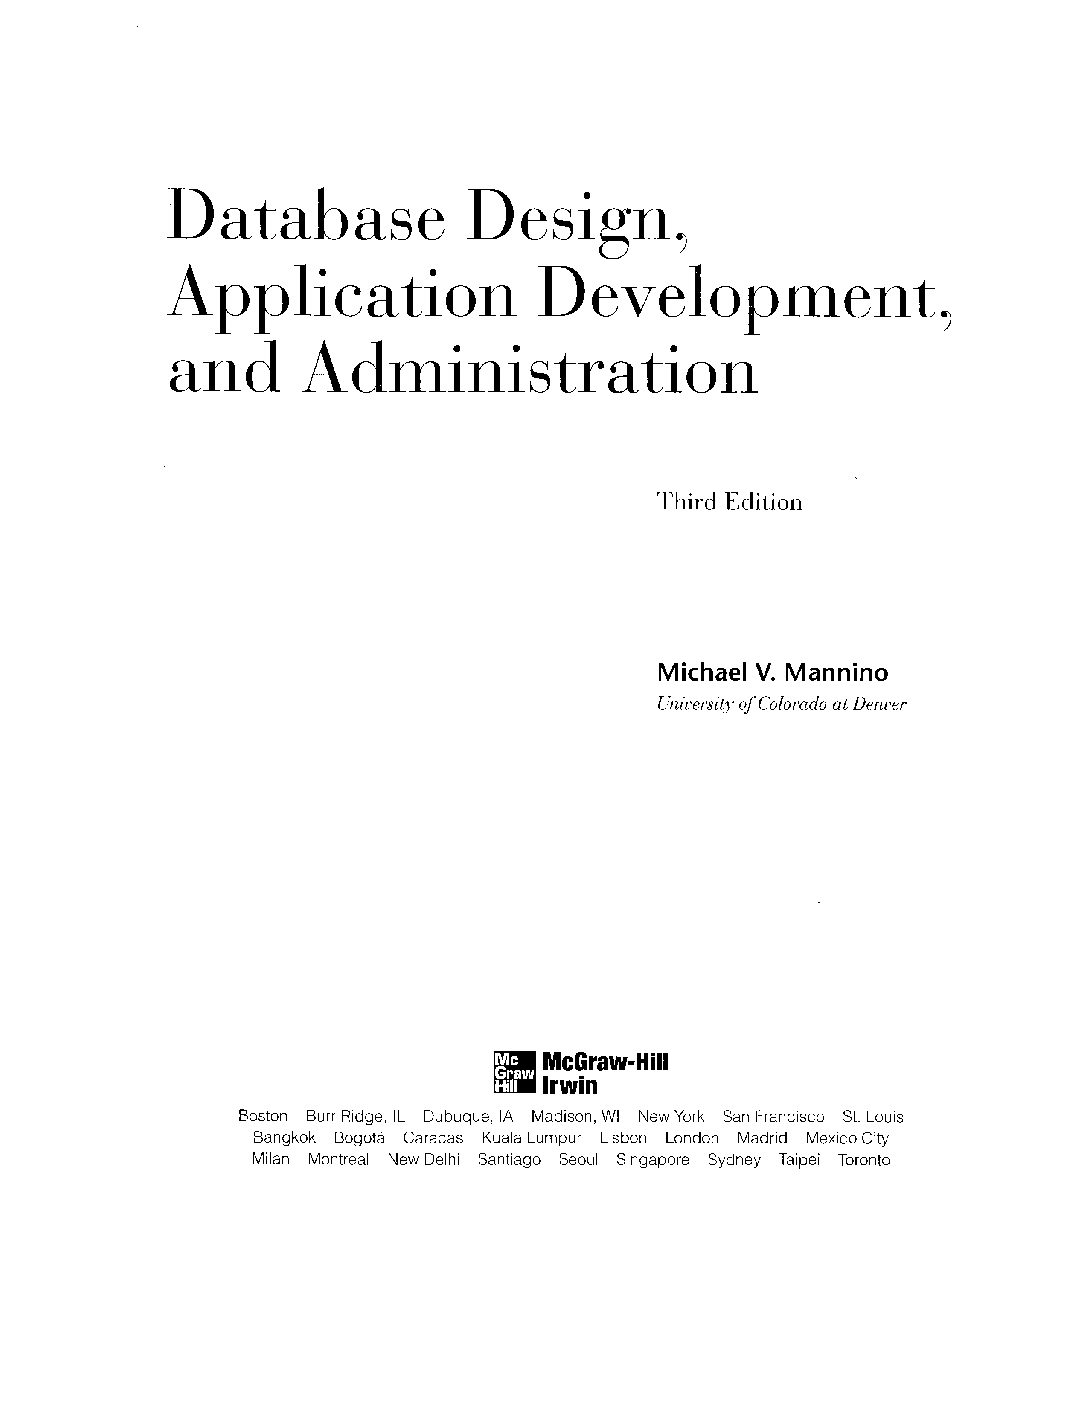 Database Design,
Application Development,
and Administration
Third Edition
Michael V. Mannino
University of Colorado at Denver
Mc
Graw
Hill
McGraw-Hill
Irwin
Boston Burr Ridge, IL Dubuque, IA Madison, WI New York San Francisco St. Louis
Bangkok Bogotá Caracas Kuala Lumpur Lisbon London Madrid Mexico City
Milan Montreal New Delhi Santiago Seoul Singapore Sydney Taipei Toronto